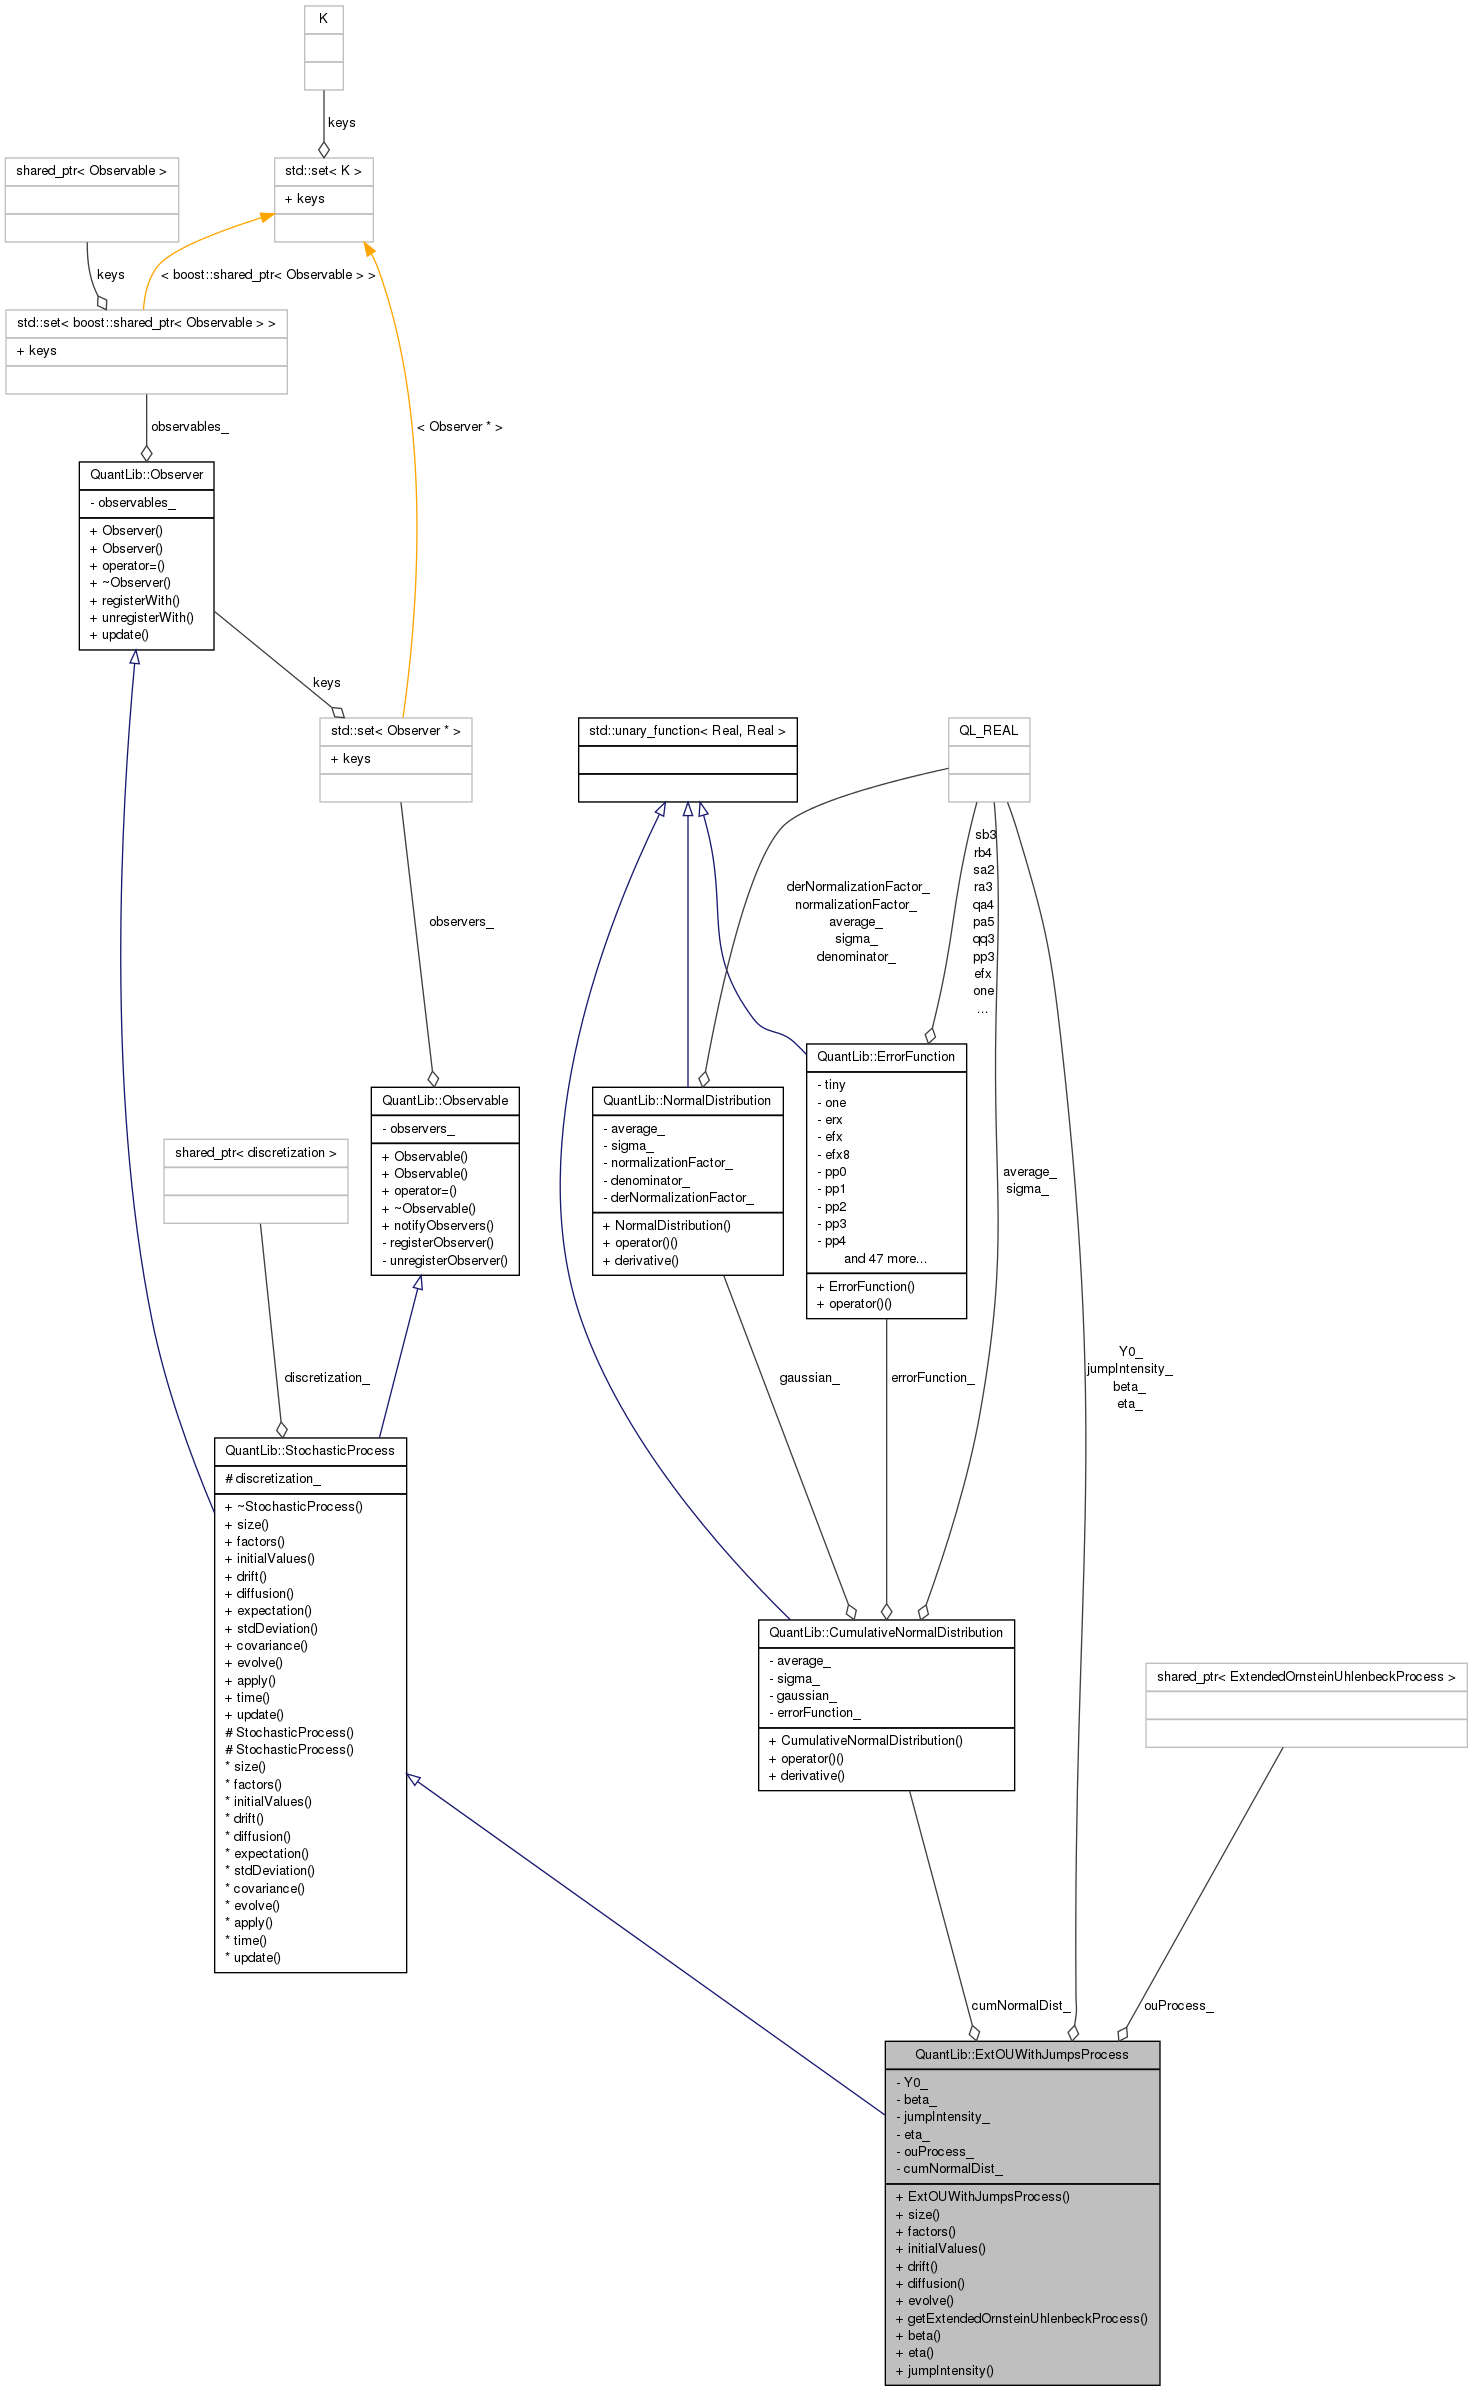 K
keys
shared_ptr< Observable >
std::set< K >
+ keys
keys
< boost::shared_ptr< Observable > >
std::set< boost::shared_ptr< Observable > >
+ keys
observables_
< Observer * >
QuantLib::Observer
- observables_
+ Observer()
+ Observer()
+ operator=()
+ ~Observer()
+ registerWith()
+ unregisterWith()
+ update()
keys
std::set< Observer * >
+ keys
std::unary_function< Real, Real >
QL_REAL
observers_
derNormalizationFactor_
normalizationFactor_
average_
sigma_
denominator_
sb3
rb4
sa2
ra3
qa4
pa5
qq3
pp3
efx
one
...
QuantLib::ErrorFunction
- tiny
- one
- erx
- efx
- efx8
- pp0
- pp1
- pp2
- pp3
- pp4
and 47 more...
+ ErrorFunction()
+ operator()()
QuantLib::Observable
- observers_
+ Observable()
+ Observable()
+ operator=()
+ ~Observable()
+ notifyObservers()
- registerObserver()
- unregisterObserver()
QuantLib::NormalDistribution
- average_
- sigma_
- normalizationFactor_
- denominator_
- derNormalizationFactor_
+ NormalDistribution()
+ operator()()
+ derivative()
shared_ptr< discretization >
average_
sigma_
discretization_
gaussian_
errorFunction_
Y0_
jumpIntensity_
beta_
eta_
QuantLib::StochasticProcess
# discretization_
+ ~StochasticProcess()
+ size()
+ factors()
+ initialValues()
+ drift()
+ diffusion()
+ expectation()
+ stdDeviation()
+ covariance()
+ evolve()
+ apply()
+ time()
+ update()
# StochasticProcess()
# StochasticProcess()
* size()
* factors()
* initialValues()
* drift()
* diffusion()
* expectation()
* stdDeviation()
* covariance()
* evolve()
* apply()
* time()
* update()
QuantLib::CumulativeNormalDistribution
- average_
- sigma_
- gaussian_
- errorFunction_
+ CumulativeNormalDistribution()
+ operator()()
+ derivative()
shared_ptr< ExtendedOrnsteinUhlenbeckProcess >
cumNormalDist_
ouProcess_
QuantLib::ExtOUWithJumpsProcess
- Y0_
- beta_
- jumpIntensity_
- eta_
- ouProcess_
- cumNormalDist_
+ ExtOUWithJumpsProcess()
+ size()
+ factors()
+ initialValues()
+ drift()
+ diffusion()
+ evolve()
+ getExtendedOrnsteinUhlenbeckProcess()
+ beta()
+ eta()
+ jumpIntensity()